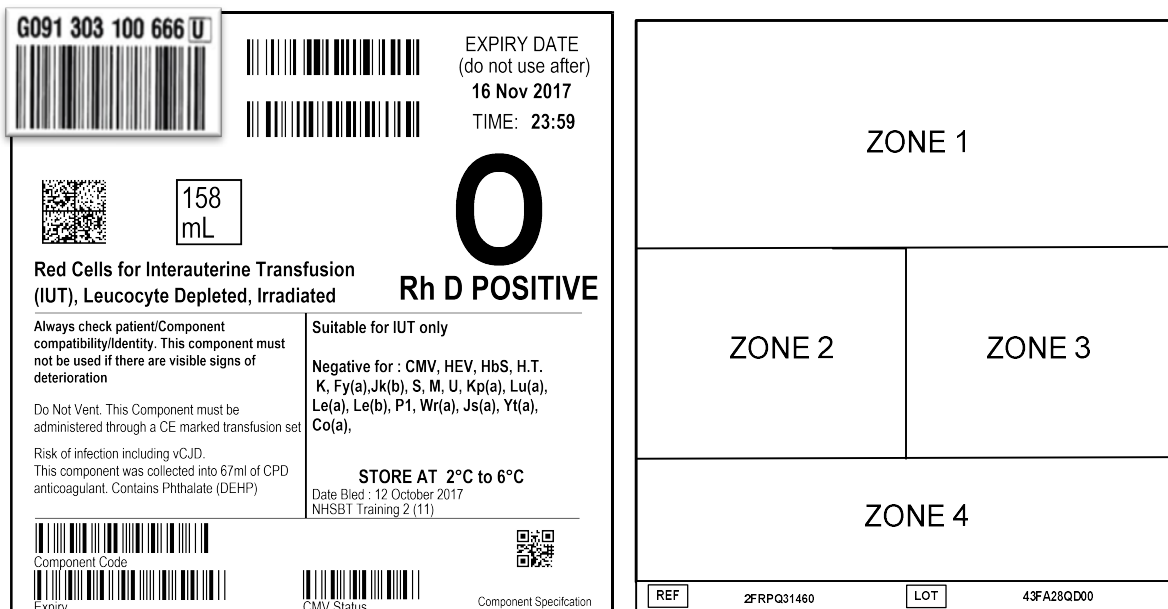 G091 303 100 666 U
EXPIRY DATE
(do not use after)
16 Nov 2017
TIME: 23:59
158
mL
O
Rh D POSITIVE
Red Cells for Interauterine Transfusion
(IUT), Leucocyte Depleted, Irradiated
Always check patient/Component
compatibility/Identity. This component must
not be used if there are visible signs of
deterioration
Do Not Vent. This Component must be
administered through a CE marked transfusion set
Risk of infection including vCJD.
This component was collected into 67ml of CPD
anticoagulant. Contains Phthalate (DEHP)
Suitable for IUT only
Negative for : CMV, HEV, HbS, H.T.
K, Fy(a),Jk(b), S, M, U, Kp(a), Lu(a),
Le(a), Le(b), P1, Wr(a), Js(a), Yt(a),
Co(a),
STORE AT 2°C to 6°C
Date Bled : 12 October 2017
NHSBT Training 2 (11)
Component Code
Expiry
CMV Status
Component Specifcation
ZONE 1
ZONE 2
ZONE 3
ZONE 4
REF
2FRPQ31460
LOT
43FA28QD00